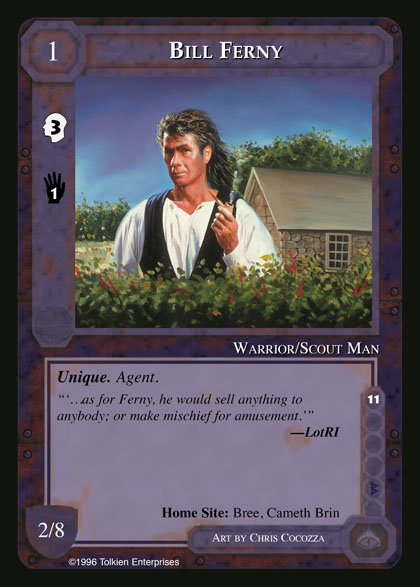 1
BILL FERNY
3
1
WARRIOR/SCOUT MAN
Unique. Agent.
“‘…as for Ferny, he would sell anything to
anybody; or make mischief for amusement.’”
—LotRI
11
Home Site: Bree, Cameth Brin
2/8
ART BY CHRIS COCOZZA
©1996 Tolkien Enterprises